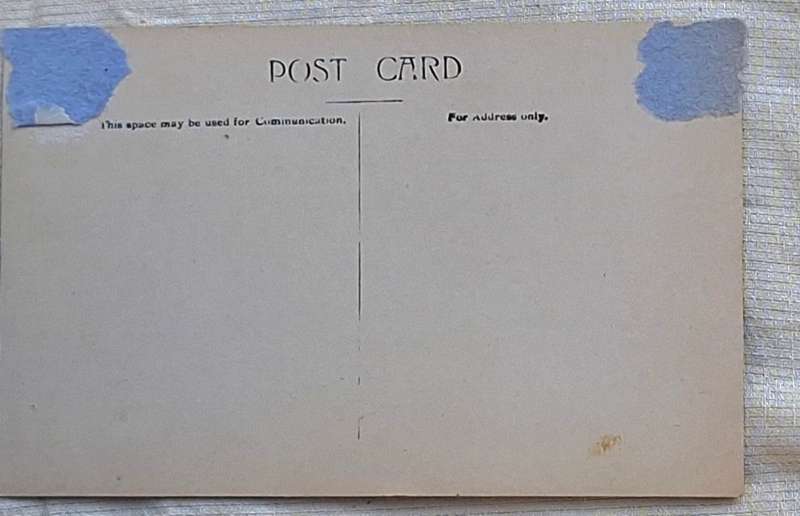 POST CARD
This space may be used for Communication.
For Address only.